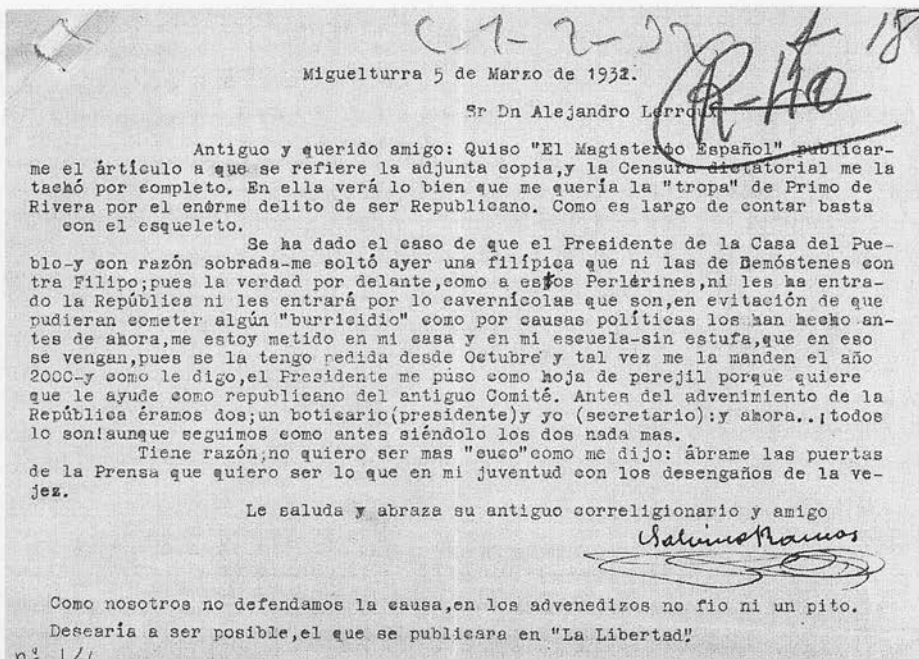 C-1-2-32
18
Miguelturra 5 de Marzo de 1932.
R-Hto
Sr Dn Alejandro Lerroux
Antiguo y querido amigo: Quiso "El Magisterio Español" publicar-
me el ártículo a que se refiere la adjunta copia,y la Censura dictatorial me la
tachó por completo. En ella verá lo bien que me quería la "tropa" de Primo de
Rivera por el enorme delito de ser Republicano. Como es largo de contar basta
con el esqueleto.
Se ha dado el caso de que el Presidente de la Casa del Pue-
blo-y con razón sobrada-me soltó ayer una filípica que ni las de Demóstenes con
tra Filipo;pues la verdad por delante,como a estos Perlérines,ni les ha entra-
do la República ni les entrará por lo cavernícolas que son,en evitación de que
pudieran cometer algún "burricidio" como por causas políticas los han hecho an-
tes de ahora,me estoy metido en mi casa y en mi escuela-sin estufa,que en eso
se vengan,pues se la tengo pedida desde Octubre y tal vez me la manden el año
2000-y como le digo,el Presidente me puso como hoja de perejil porque quiere
que le ayude como republicano del antiguo Comité. Antes del advenimiento de la
República éramos dos;un boticario(presidente)y yo (secretario):y ahora..¡todos
lo son!aunque seguimos como antes siéndolo los dos nada mas.
Tiene razón;no quiero ser mas "cuco"como me dijo: ábrame las puertas
de la Prensa que quiero ser lo que en mi juventud con los desengaños de la ve-
jez.
Le saluda y abraza su antiguo correligionario y amigo
Salvino Ramos
Como nosotros no defendamos la causa,en los advenedizos no fio ni un pito.
Desearía a ser posible,el que se publicara en "La Libertad"